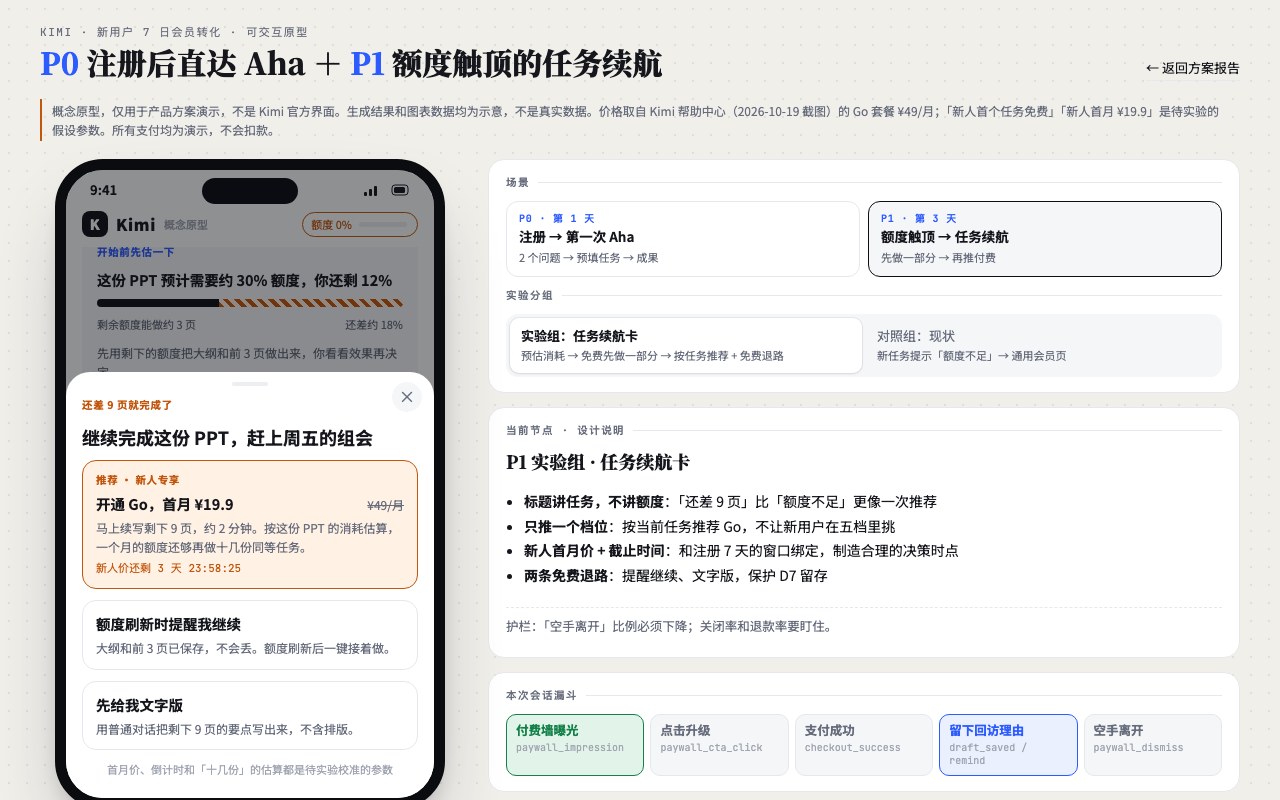 KIMI · 新用户 7 日会员转化 · 可交互原型
P0 注册后直达 Aha ＋ P1 额度触顶的任务续航
← 返回方案报告
概念原型，仅用于产品方案演示，不是 Kimi 官方界面。生成结果和图表数据均为示意，不是真实数据。价格取自 Kimi 帮助中心（2026-10-19 截图）的 Go 套餐 ¥49/月；「新人首个任务免费」「新人首月 ¥19.9」是待实验的
假设参数。所有支付均为演示，不会扣款。
9:41
K Kimi 概念原型
额度 0%
开始前先估一下
这份 PPT 预计需要约 30% 额度，你还剩 12%
剩余额度能做约 3 页
还差约 18%
先用剩下的额度把大纲和前 3 页做出来，你看看效果再决
还差 9 页就完成了
继续完成这份 PPT，赶上周五的组会
推荐 · 新人专享
开通 Go，首月 ¥19.9
¥49/月
马上续写剩下 9 页，约 2 分钟。按这份 PPT 的消耗估算，
一个月的额度还够再做十几份同等任务。
新人价还剩 3 天 23:58:25
额度刷新时提醒我继续
大纲和前 3 页已保存，不会丢。额度刷新后一键接着做。
先给我文字版
用普通对话把剩下 9 页的要点写出来，不含排版。
首月价、倒计时和「十几份」的估算都是待实验校准的参数
场景
P0 · 第 1 天
注册 → 第一次 Aha
2 个问题 → 预填任务 → 成果
P1 · 第 3 天
额度触顶 → 任务续航
先做一部分 → 再推付费
实验分组
实验组：任务续航卡
预估消耗 → 免费先做一部分 → 按任务推荐 + 免费退路
对照组：现状
新任务提示「额度不足」→ 通用会员页
当前节点 · 设计说明
P1 实验组 · 任务续航卡
• 标题讲任务，不讲额度：「还差 9 页」比「额度不足」更像一次推荐
• 只推一个档位：按当前任务推荐 Go，不让新用户在五档里挑
• 新人首月价 + 截止时间：和注册 7 天的窗口绑定，制造合理的决策时点
• 两条免费退路：提醒继续、文字版，保护 D7 留存
护栏：「空手离开」比例必须下降；关闭率和退款率要盯住。
本次会话漏斗
付费墙曝光
paywall_impression
点击升级
paywall_cta_click
支付成功
checkout_success
留下回访理由
draft_saved /
remind
空手离开
paywall_dismiss